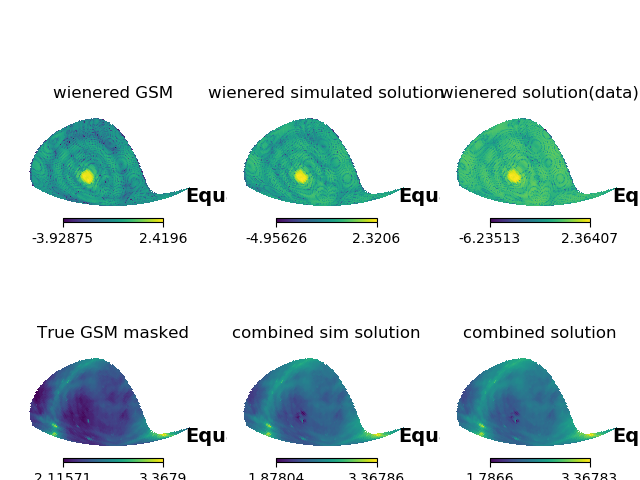 wienered GSM
wienered simulated solution
wienered solution(data)
Equ
Equ
Eq
-3.92875 2.4196
-4.95626 2.3206
-6.23513 2.36407
True GSM masked
combined sim solution
combined solution
Equ
Equ
Eq
2.11571 3.3679
1.87804 3.36786
1.7866 3.36783